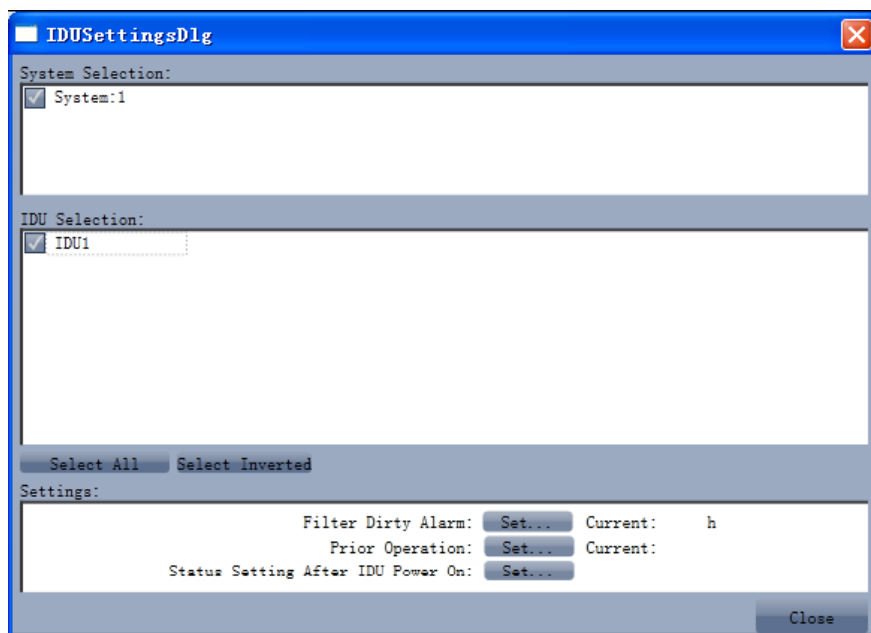 IDUSettingsDlg
System Selection:
System:1
IDU Selection:
IDU1
Select All Select Inverted
Settings:
Filter Dirty Alarm: Set... Current: h
Prior Operation: Set... Current:
Status Setting After IDU Power On: Set...
Close